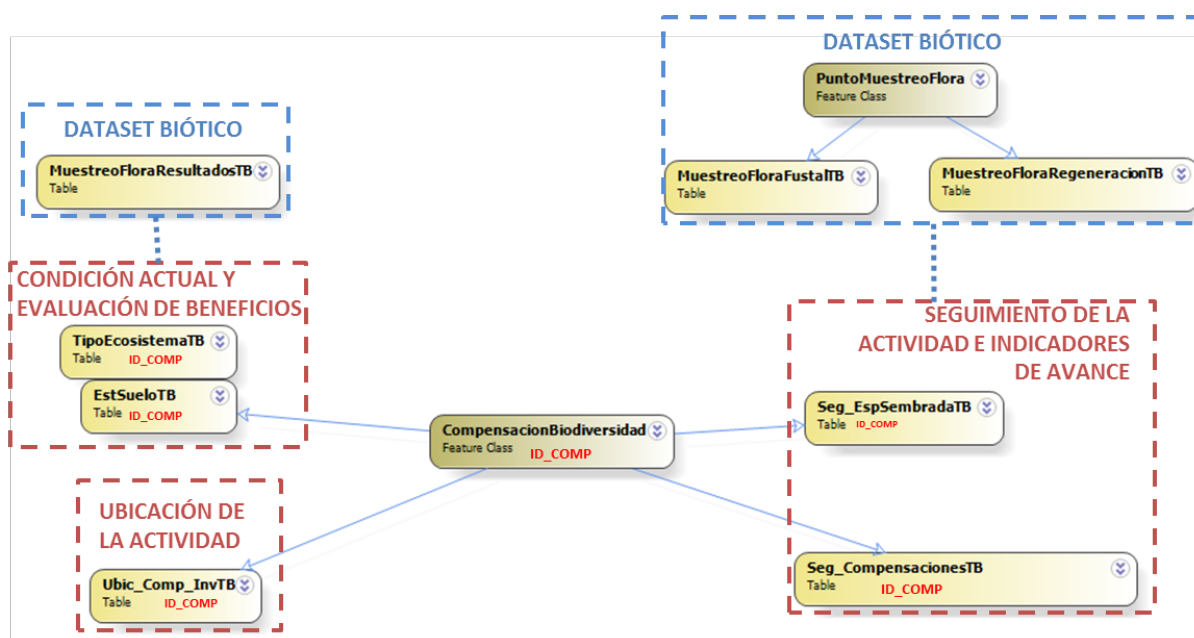 DATASET BIÓTICO
MuestreoFloraResultadosTB
Table
DATASET BIÓTICO
PuntoMuestreoFlora
Feature Class
MuestreoFloraFustalTB
Table
MuestreoFloraRegeneracionTB
Table
CONDICIÓN ACTUAL Y
EVALUACIÓN DE BENEFICIOS
TipoEcosistemaTB
Table ID_COMP
EstSueloTB
Table ID_COMP
CompensacionBiodiversidad
Feature Class ID_COMP
SEGUIMIENTO DE LA
ACTIVIDAD E INDICADORES
DE AVANCE
Seg_EspSembradaTB
Table ID_COMP
UBICACIÓN DE
LA ACTIVIDAD
Ubic_Comp_InvTB
Table ID_COMP
Seg_CompensacionesTB
Table ID_COMP